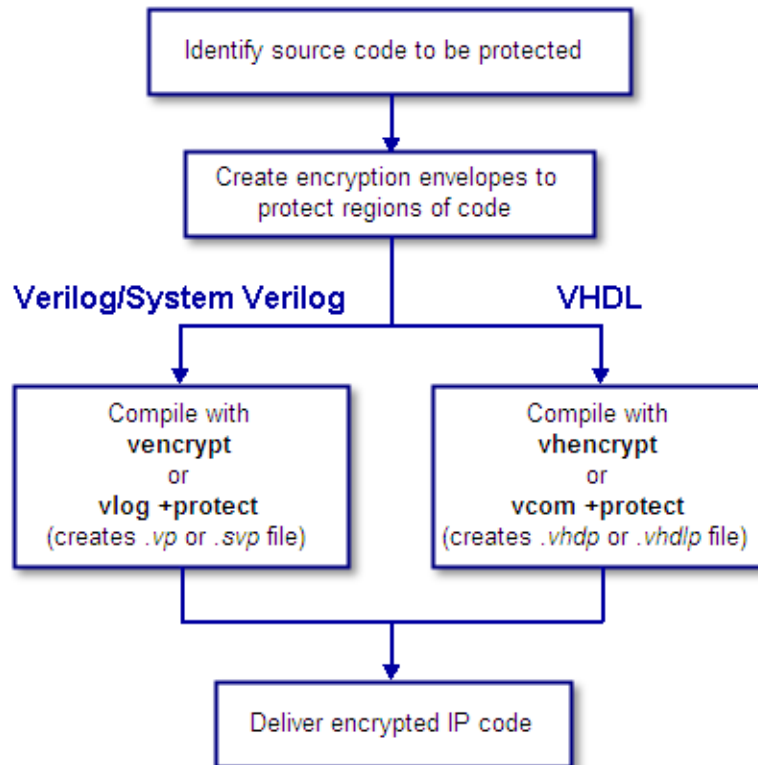 Identify source code to be protected
Create encryption envelopes to
protect regions of code
Verilog/System Verilog
VHDL
Compile with
vencrypt
or
vlog +protect
(creates .vp or .svp file)
Compile with
vhencrypt
or
vcom +protect
(creates .vhdp or .vhdlp file)
Deliver encrypted IP code